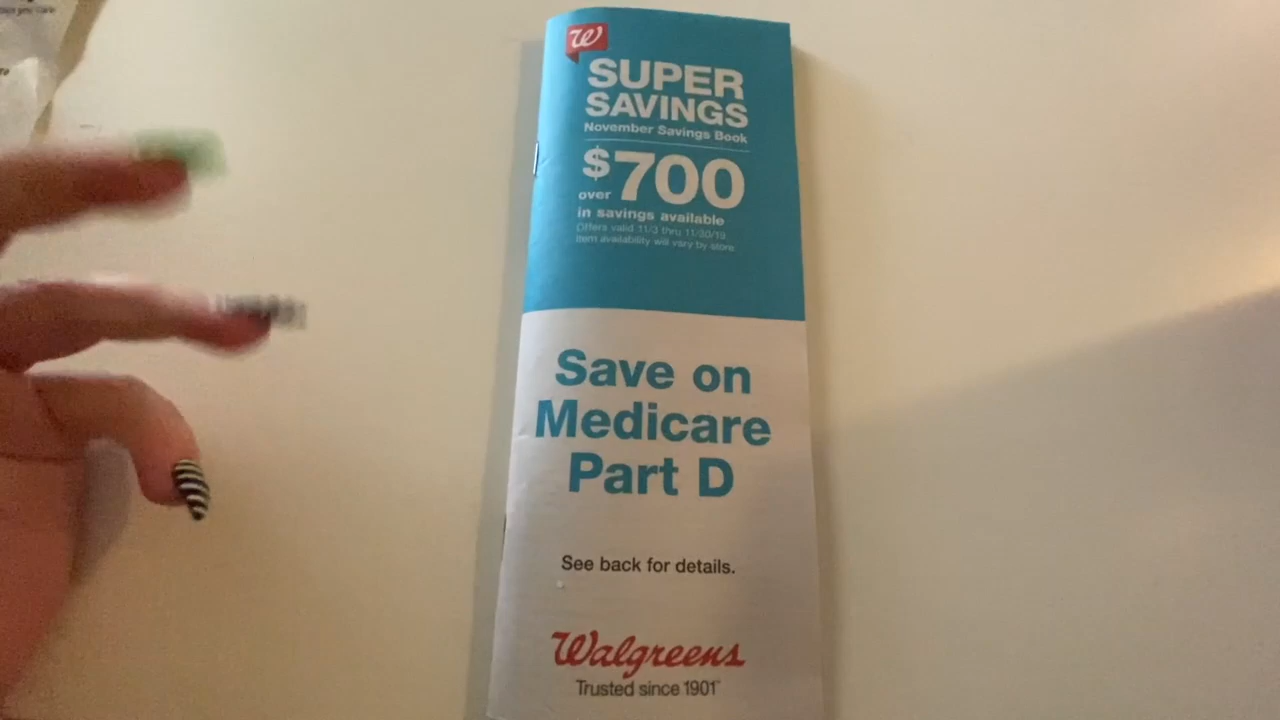 W
SUPER
SAVINGS
November Savings Book
over $700
in savings available
Offers valid 11/3 thru 11/30/19.
Item availability will vary by store.
Save on
Medicare
Part D
See back for details.
Walgreens
Trusted since 1901